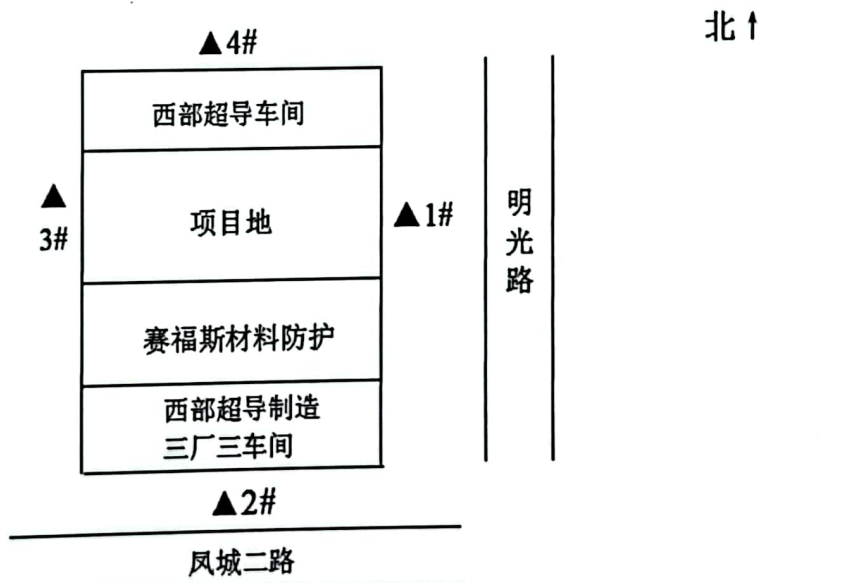 北↑
▲4#
西部超导车间
项目地
▲
3#
▲1#
明光路
赛福斯材料防护
西部超导制造
三厂三车间
▲2#
凤城二路